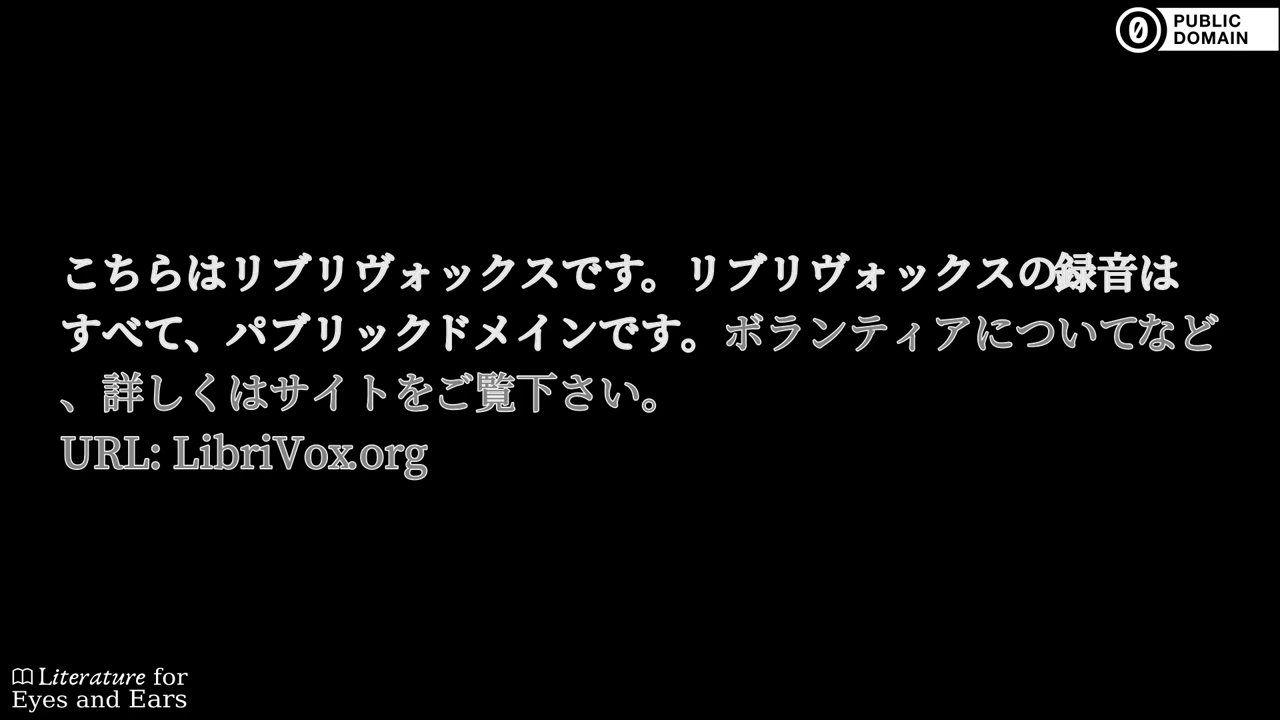 PUBLIC
DOMAIN
こちらはリブリヴォックスです。リブリヴォックスの録音は
すべて、パブリックドメインです。ボランティアについてなど
、詳しくはサイトをご覧下さい。
URL: LibriVox.org
Literature for
Eyes and Ears